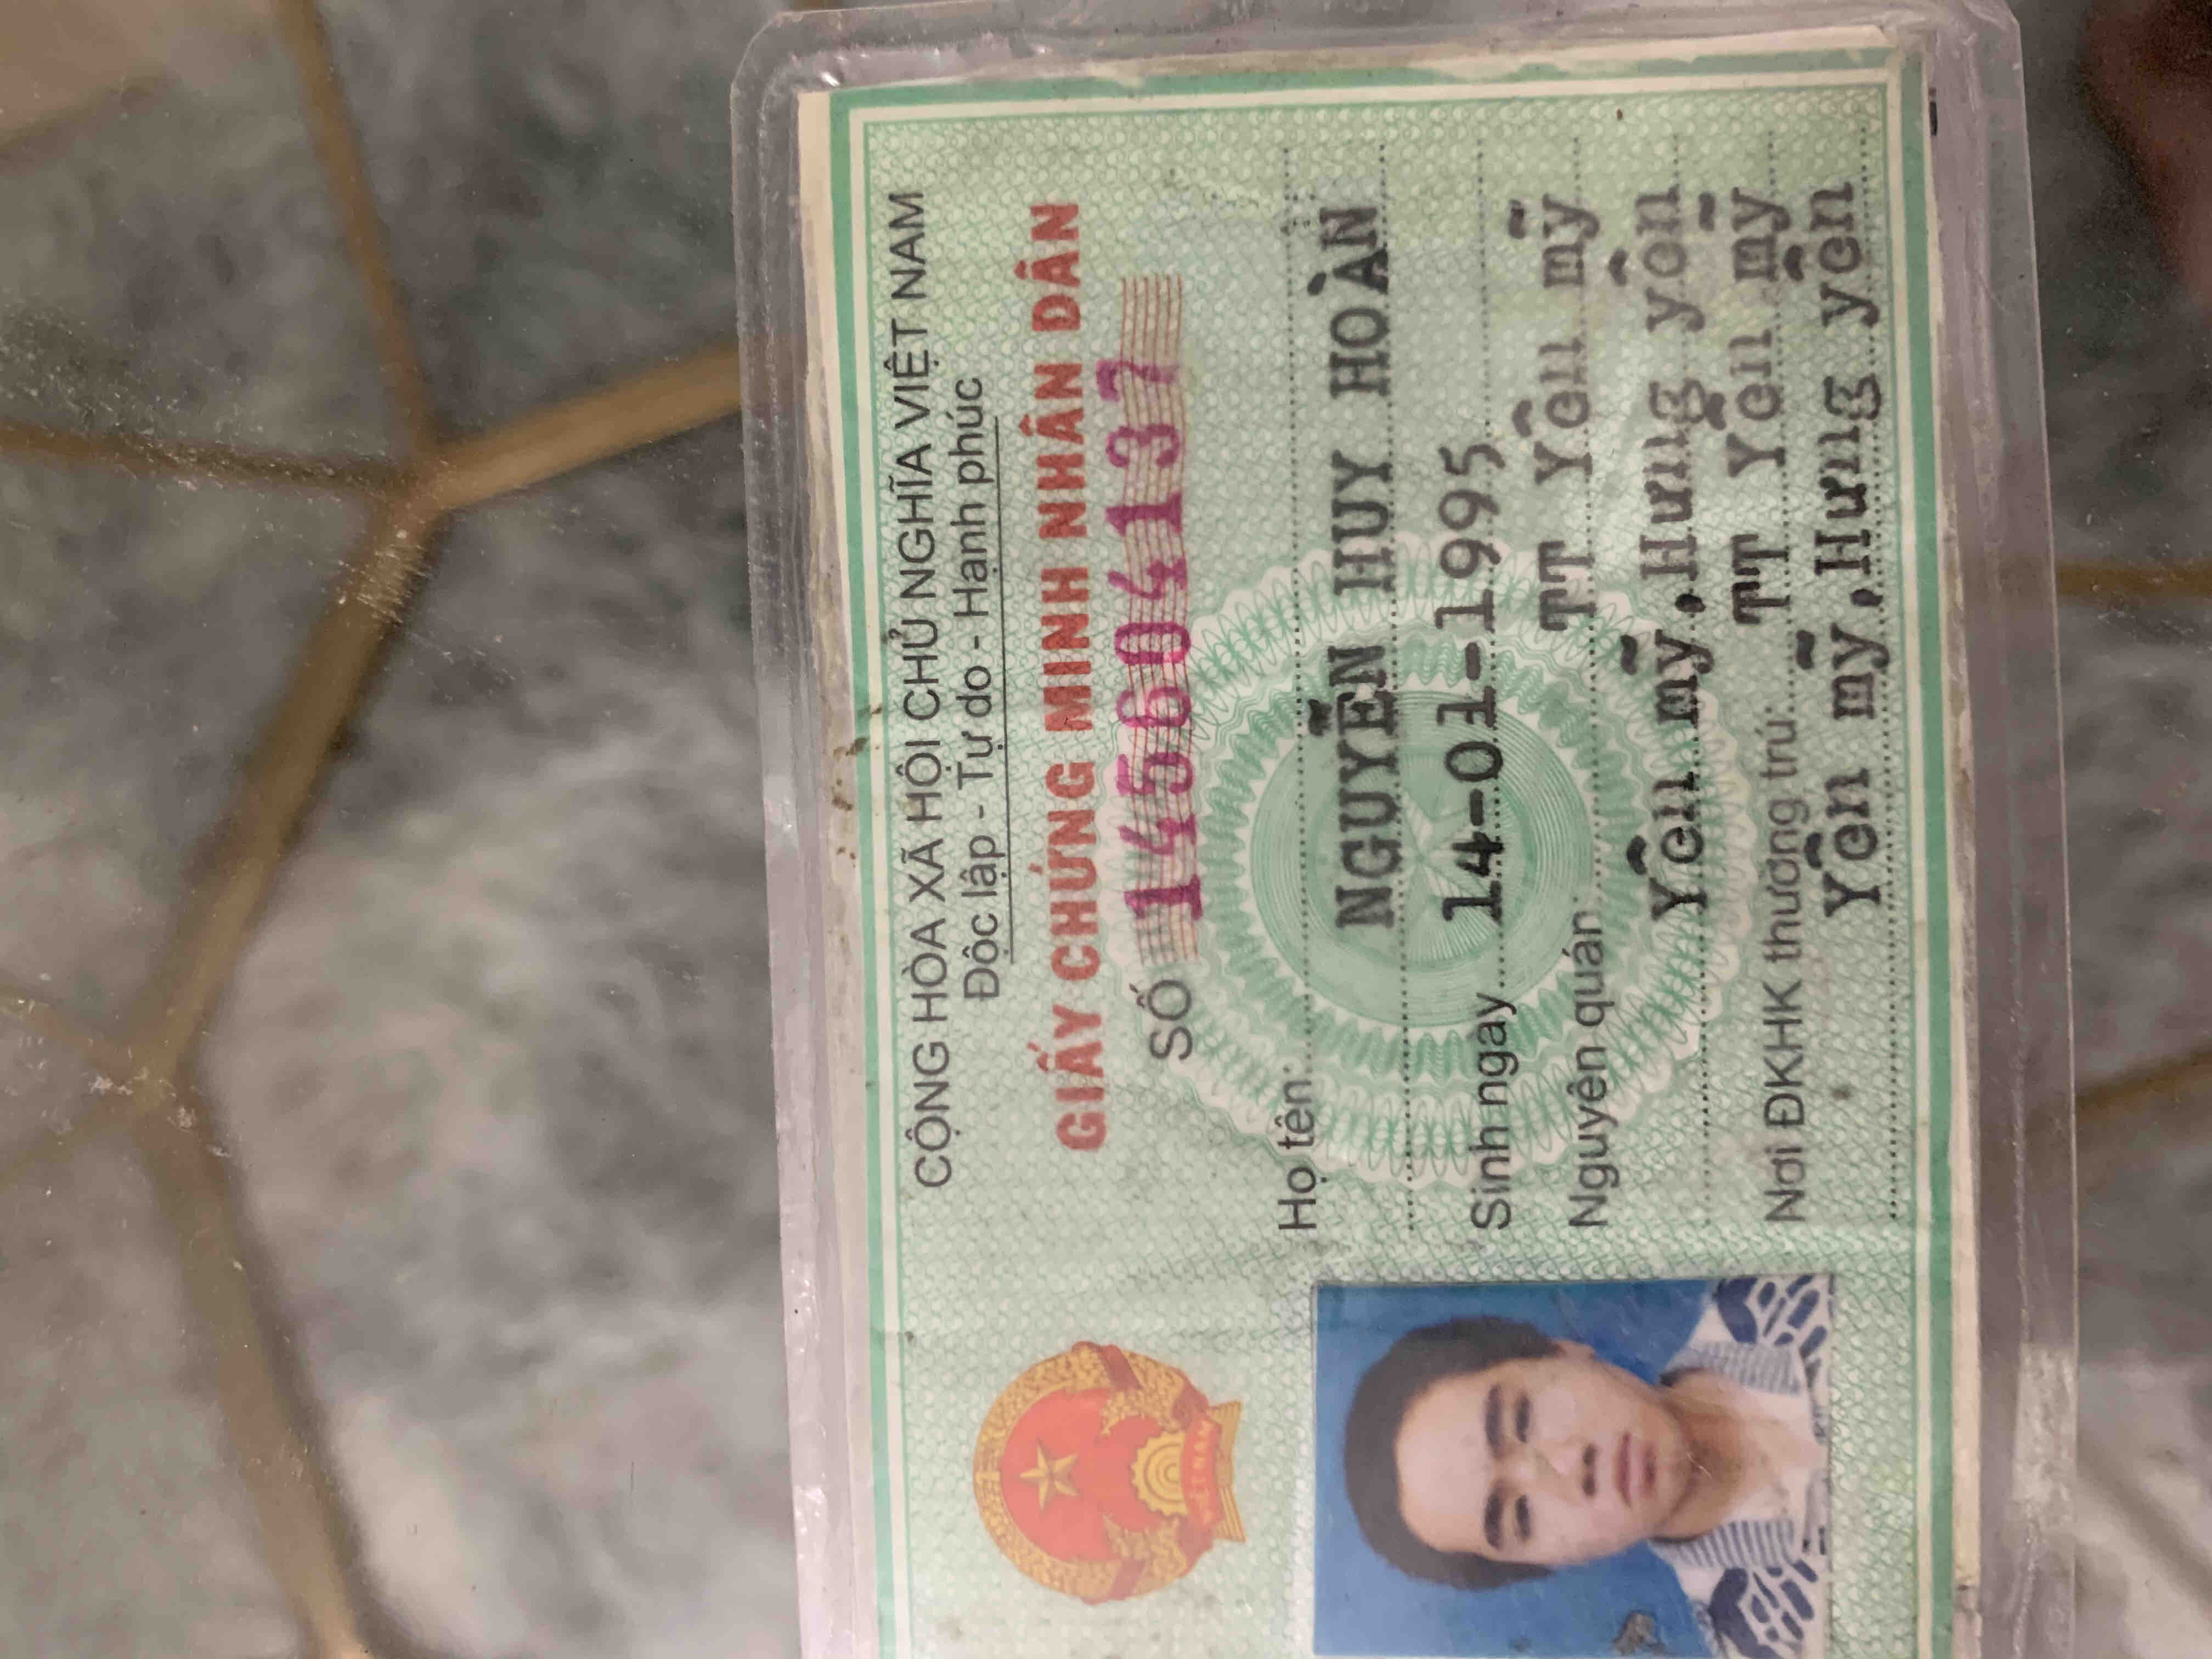 CỘNG HÒA XÃ HỘI CHỦ NGHĨA VIỆT NAM
Độc lập - Tự do - Hạnh phúc
GIẤY CHỨNG MINH NHÂN DÂN
SỐ 145604137
Họ tên:
NGUYỄN HUY HOÀN
Sinh ngày 14-01-1995
Nguyên quán TT Yên mỹ
Yên mỹ,Hưng yên
Nơi ĐKHK thường trú: TT Yên mỹ
Yên mỹ,Hưng yên
VIỆT NAM